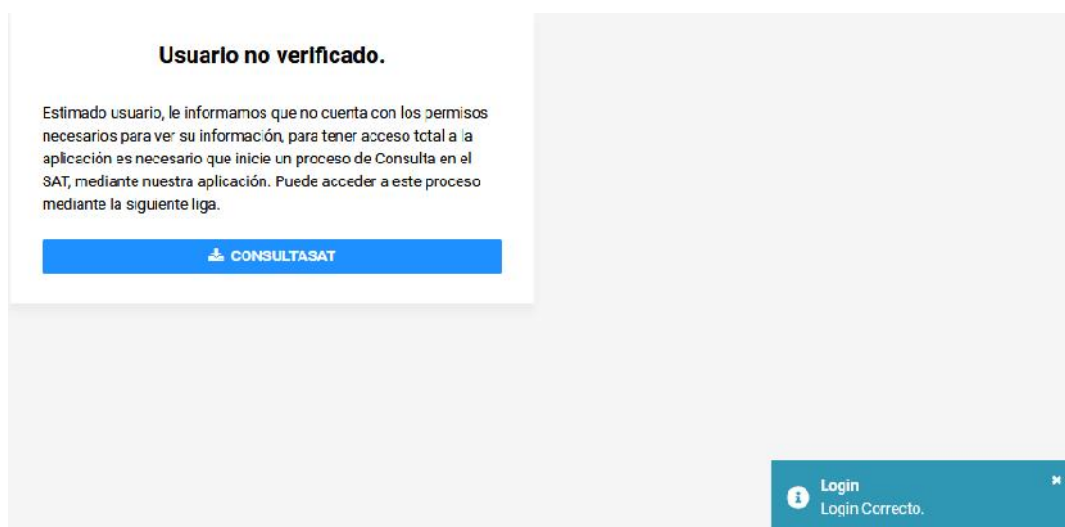 Usuario no verificado.
Estimado usuario, le informamos que no cuenta con los permisos
necesarios para ver su información, para tener acceso total a la
aplicación es necesario que inicie un proceso de Consulta en el
SAT, mediante nuestra aplicación. Puede acceder a este proceso
mediante la siguiente liga.
CONSULTASAT
Login
Login Correcto.